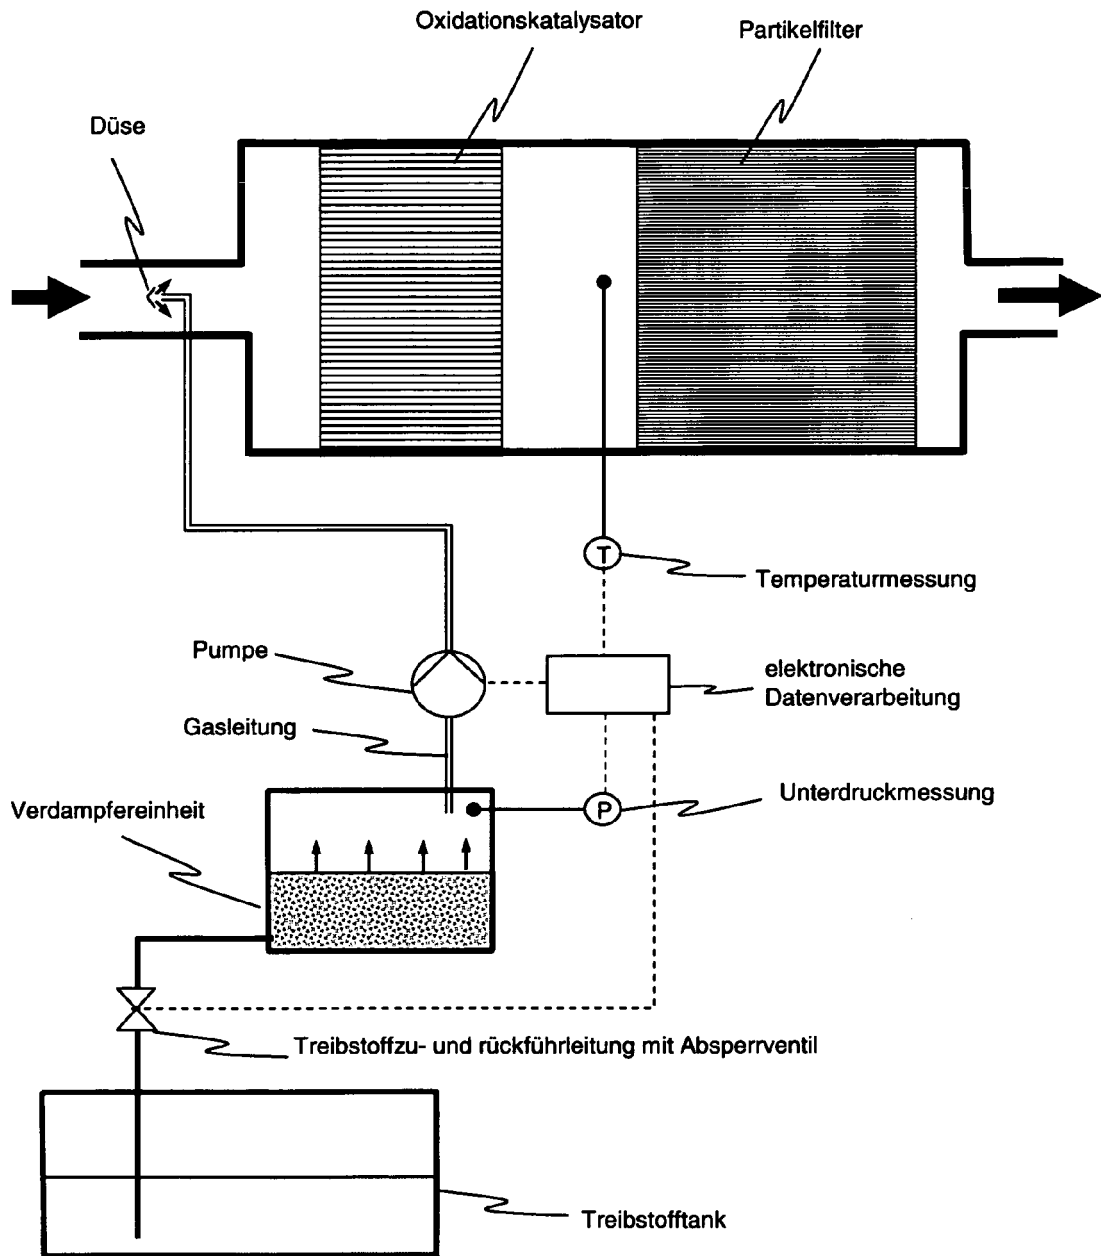 Oxidationskatalysator
Partikelfilter
Düse
T
Temperaturmessung
Pumpe
elektronische
Datenverarbeitung
Gasleitung
Unterdruckmessung
P
Verdampfereinheit
Treibstoffzu- und rückführleitung mit Absperrventil
Treibstofftank